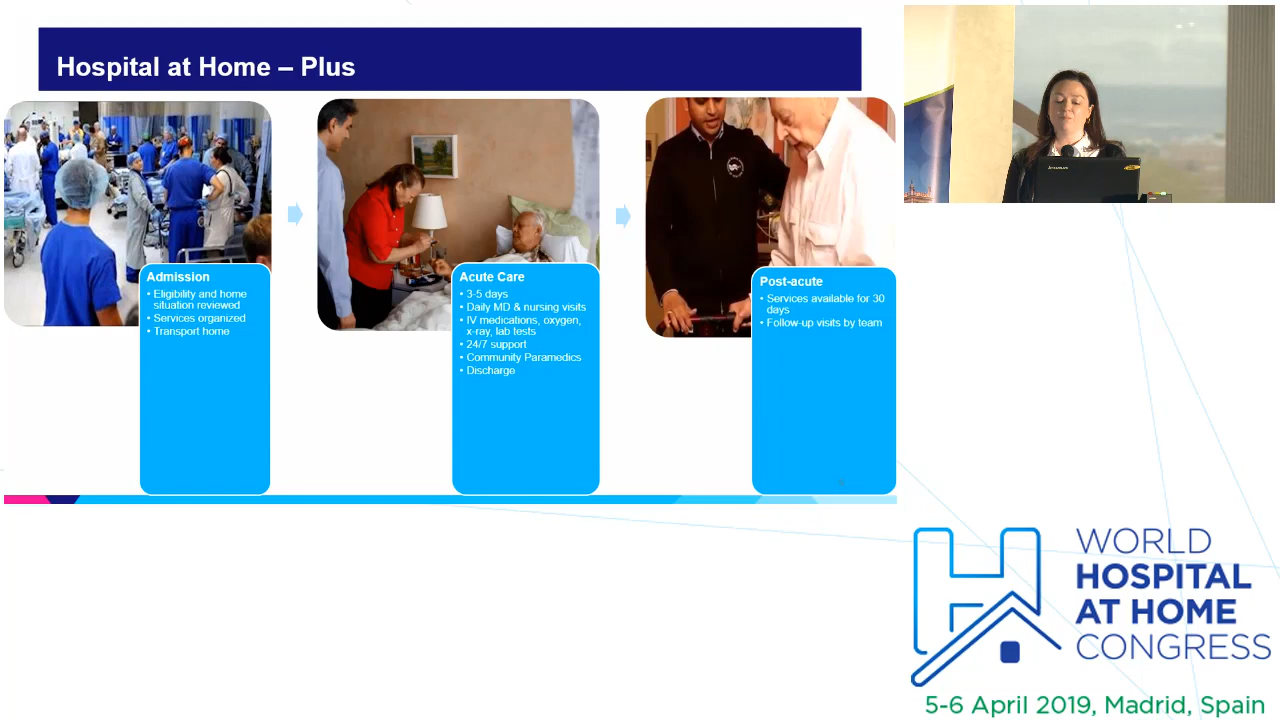 Hospital at Home – Plus
Admission
• Eligibility and home
situation reviewed
• Services organized
• Transport home
Acute Care
• 3-5 days
• Daily MD & nursing visits
• IV medications, oxygen,
x-ray, lab tests
• 24/7 support
• Community Paramedics
• Discharge
Post-acute
• Services available for 30
days
• Follow-up visits by team
WORLD
HOSPITAL
AT HOME
CONGRESS
5-6 April 2019, Madrid, Spain